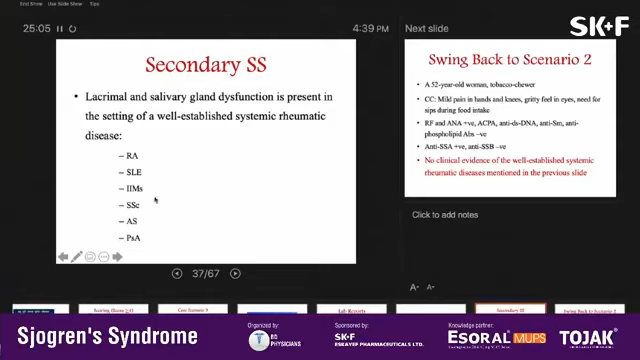 End Show Use Slide Show
25:05
4:39 PM
Next slide
SK+F
Secondary SS
• Lacrimal and salivary gland dysfunction is present in
the setting of a well-established systemic rheumatic
disease:
– RA
– SLE
– IIMs
– SSc
– AS
– PsA
37/67
Swing Back to Scenario 2
• A 52-year-old woman, tobacco-chewer
• CC: Mild pain in hands and knees, gritty feel in eyes, need for
sip during food intake
• RF and ANA +ve, ACPA, anti-ds-DNA, anti-Sm, anti-
phospholipid Abs –ve
• Anti-SSA +ve, anti-SSB –ve
• No clinical evidence of the well-established systemic
rheumatic diseases mentioned in the previous slide
Click to add notes
A+ A-
Lab Reports
Secondary SS
Swing Back to Scenario 2
Sjogren's Syndrome
Organized by:
BD
PHYSICIANS
Sponsored by:
SK+F
ESKAYEF PHARMACEUTICALS LTD.
Knowledge partner:
ESORAL MUPS
TOJAK